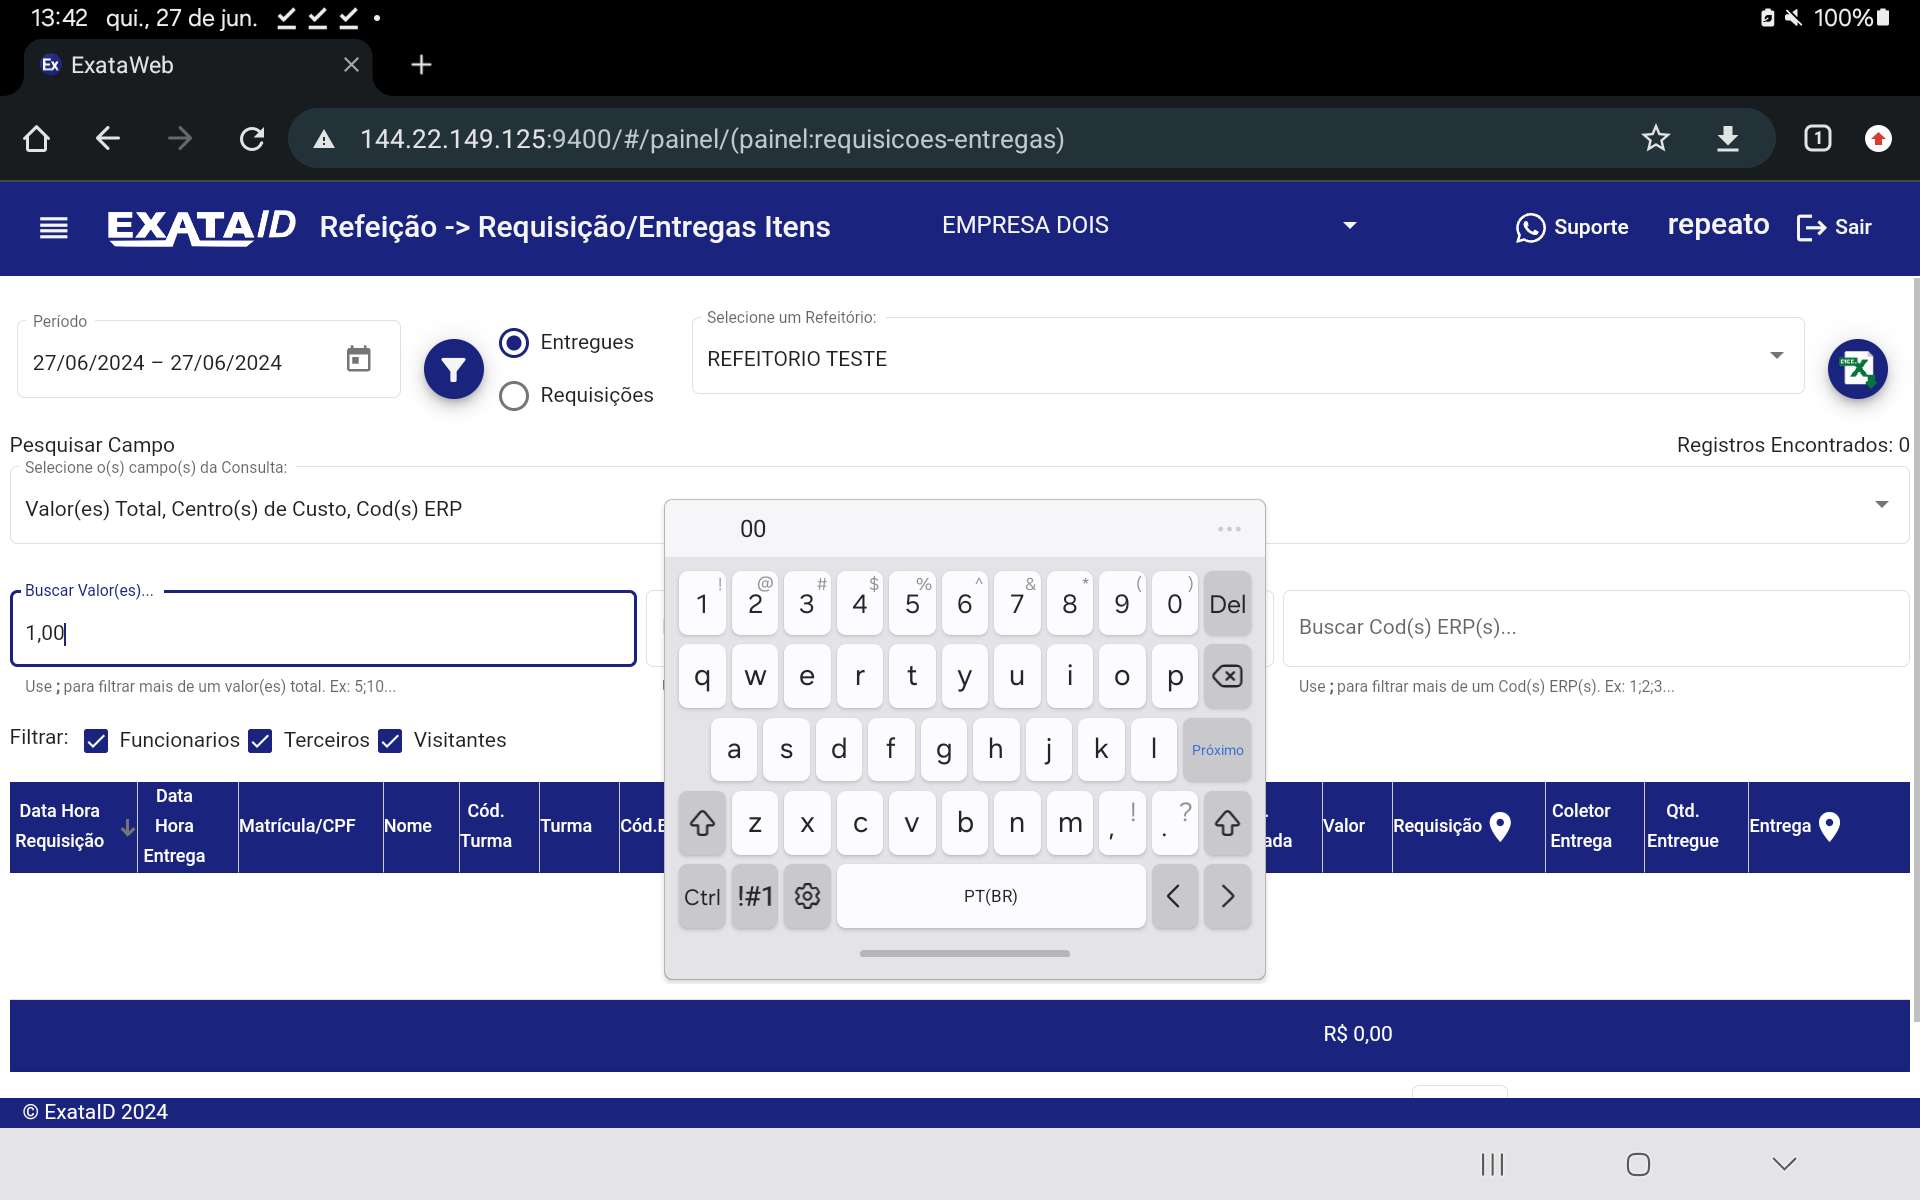 13:42 qui., 27 de jun. 100%
Ex ExataWeb
144.22.149.125:9400/#/painel/(painel:requisicoes-entregas) 1
EXATAID Refeição -> Requisição/Entregas Itens EMPRESA DOIS Suporte repeato Sair
Período
27/06/2024 – 27/06/2024
Entregues
Requisições
Selecione um Refeitório:
REFEITORIO TESTE
Pesquisar Campo Registros Encontrados: 0
Selecione o(s) campo(s) da Consulta:
Valor(es) Total, Centro(s) de Custo, Cod(s) ERP
Buscar Valor(es)...
1,00
Use ; para filtrar mais de um valor(es) total. Ex: 5;10...
Buscar Cod(s) ERP(s)...
Use ; para filtrar mais de um Cod(s) ERP(s). Ex: 1;2;3...
Filtrar: Funcionarios Terceiros Visitantes
00 ...
! @ # $ % ^ & * ( )
1 2 3 4 5 6 7 8 9 0 Del
q w e r t y u i o p
a s d f g h j k l Próximo
z x c v b n m , ! . ?
Ctrl !#1 PT(BR) < >
Data Hora Requisição
Data Hora Entrega
Matrícula/CPF
Nome
Cód. Turma
Turma
Cód.E
ada
Valor
Requisição
Coletor Entrega
Qtd. Entregue
Entrega
R$ 0,00
© ExataID 2024